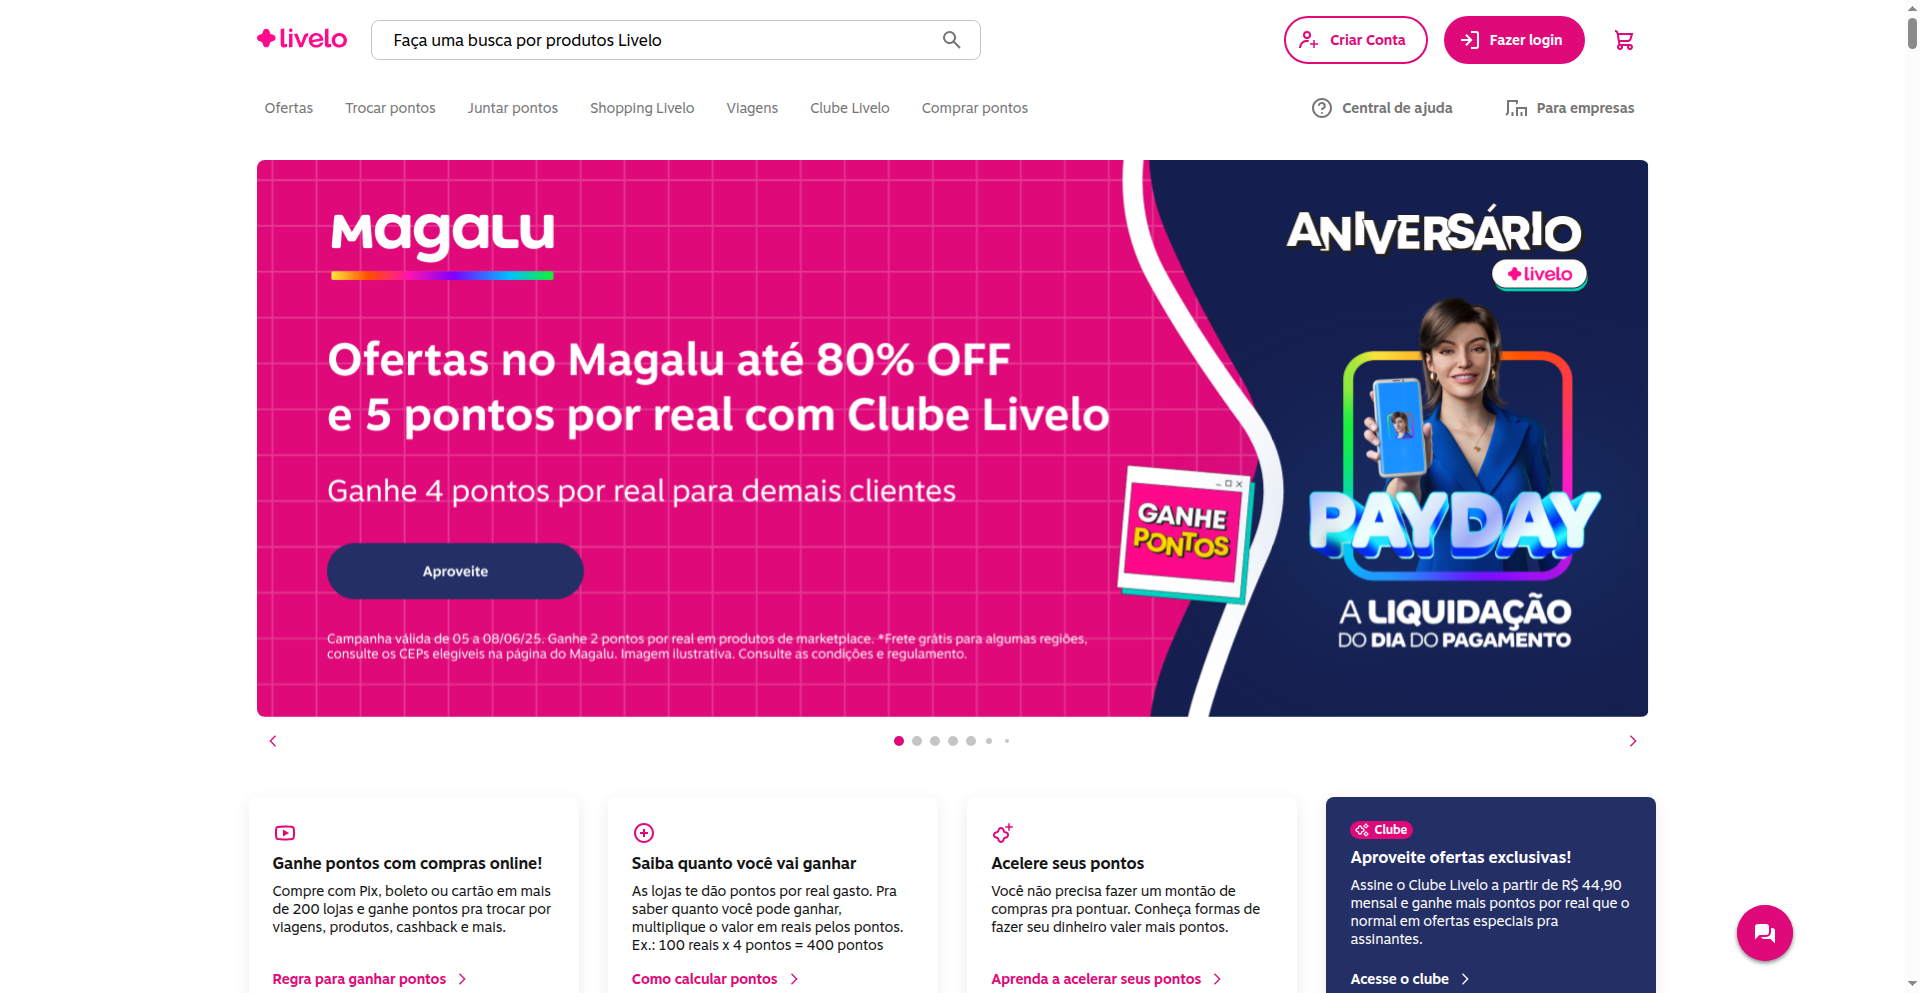 livelo
Faça uma busca por produtos Livelo
Criar Conta
Fazer login
Ofertas
Trocar pontos
Juntar pontos
Shopping Livelo
Viagens
Clube Livelo
Comprar pontos
Central de ajuda
Para empresas
Magalu
Ofertas no Magalu até 80% OFF
e 5 pontos por real com Clube Livelo
Ganhe 4 pontos por real para demais clientes
Aproveite
Campanha válida de 05 a 08/06/25. Ganhe 2 pontos por real em produtos de marketplace. *Frete grátis para algumas regiões,
consulte os CEPs elegíveis na página do Magalu. Imagem ilustrativa. Consulte as condições e regulamento.
GANHE
PONTOS
ANIVERSÁRIO
livelo
PAYDAY
A LIQUIDAÇÃO
DO DIA DO PAGAMENTO
Ganhe pontos com compras online!
Compre com Pix, boleto ou cartão em mais
de 200 lojas e ganhe pontos pra trocar por
viagens, produtos, cashback e mais.
Regra para ganhar pontos
Saiba quanto você vai ganhar
As lojas te dão pontos por real gasto. Pra
saber quanto você pode ganhar,
multiplique o valor em reais pelos pontos.
Ex.: 100 reais x 4 pontos = 400 pontos
Como calcular pontos
Acelere seus pontos
Você não precisa fazer um montão de
compras pra pontuar. Conheça formas de
fazer seu dinheiro valer mais pontos.
Aprenda a acelerar seus pontos
Clube
Aproveite ofertas exclusivas!
Assine o Clube Livelo a partir de R$ 44,90
mensal e ganhe mais pontos por real que o
normal em ofertas especiais pra
assinantes.
Acesse o clube